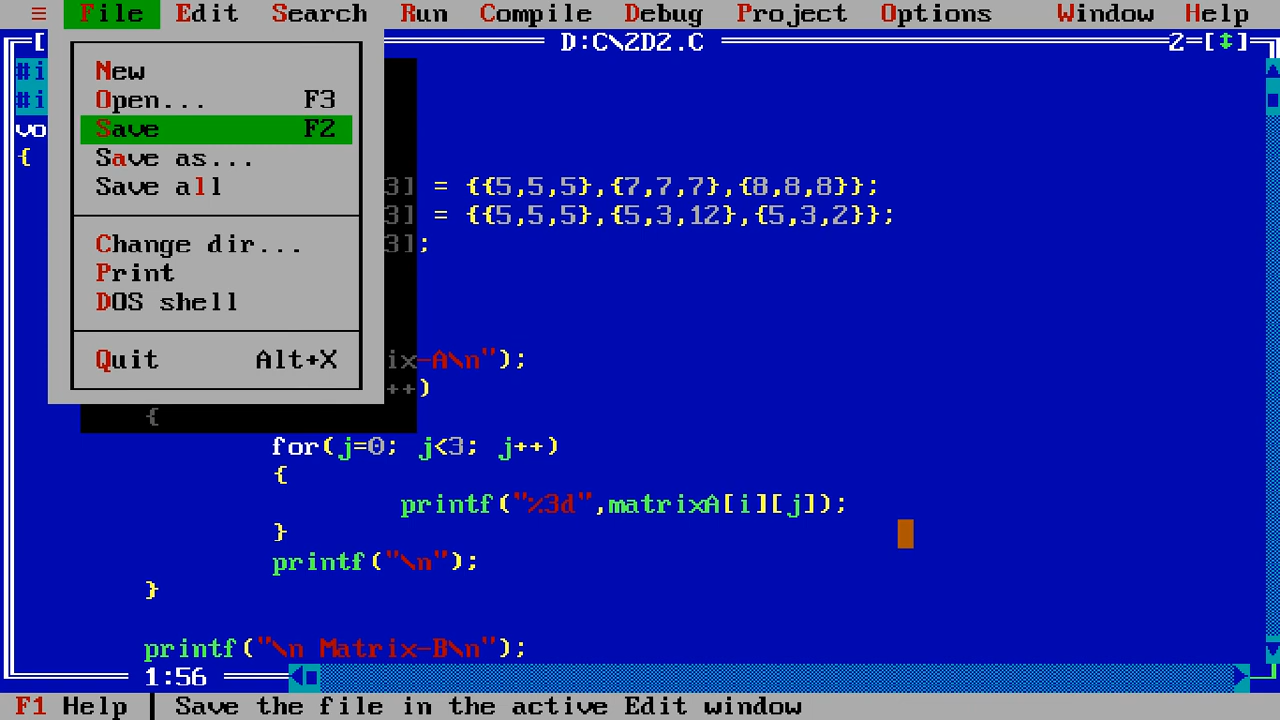 ≡ File Edit Search Run Compile Debug Project Options Window Help
[ D:C\2D2.C 2=[↕]
#i
#i
vo
{
New
Open... F3
Save F2
Save as...
Save all
Change dir...
Print
DOS shell
Quit Alt+X
3] = {{5,5,5},{7,7,7},{8,8,8}};
3] = {{5,5,5},{5,3,12},{5,3,2}};
3];
ix-A\n");
++)
{
for(j=0; j<3; j++)
{
printf("%3d",matrixA[i][j]);
}
printf("\n");
}
printf("\n Matrix-B\n");
1:56
F1 Help | Save the file in the active Edit window